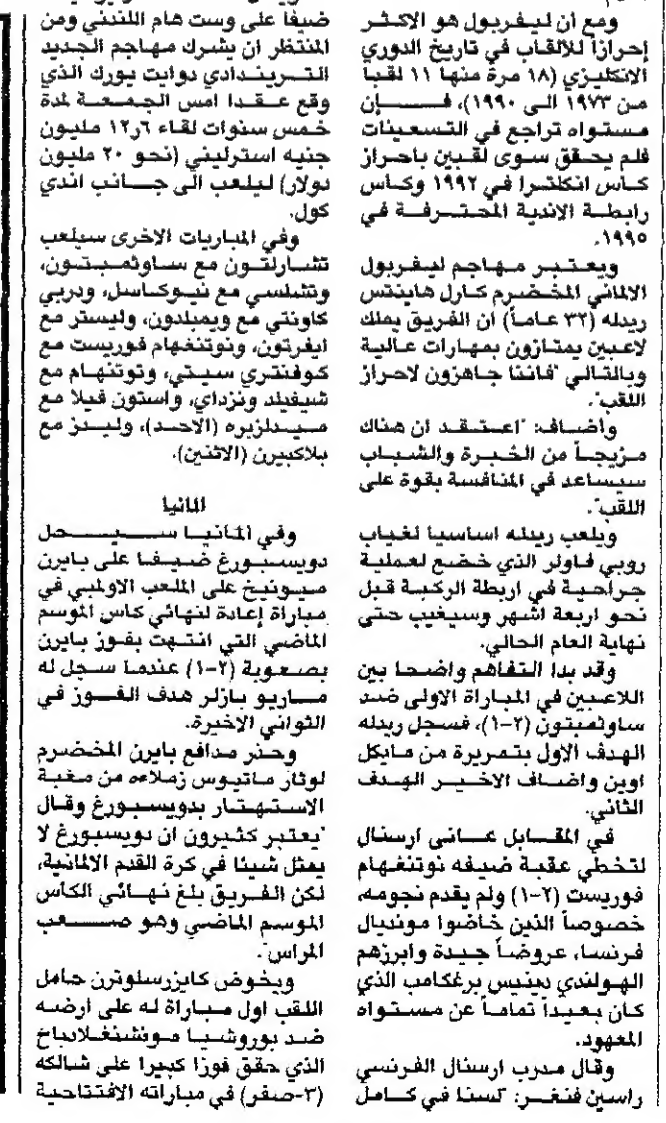 ومع أن ليفربول هو الاكثر
إحرازاً للألقاب في تاريخ الدوري
الانكليزي (١٨ مرة منها ١١ لقبا
من ١٩٧٣ الى ١٩٩٠)، فإن
مستواه تراجع في التسعينات
فلم يحقق سوى لقبين باحراز
كأس انكلترا في ١٩٩٢ وكأس
رابطة الاندية المحترفة في
١٩٩٥.
ويعتبر مهاجم ليفربول
الالماني المخضرم كارل هاينتس
ريدله (٣٢ عاماً) أن الفريق يملك
لاعبين يمتازون بمهارات عالية
وبالتالي "فاننا جاهزون لاحراز
اللقب".
وأضاف: "اعتقد ان هناك
مزيجاً من الخبرة والشباب
سيساعد في المنافسة بقوة على
اللقب".
ويلعب ريدله اساسيا لغياب
روبي فاولر الذي خضع لعملية
جراحية في اربطة الركبة قبل
نحو اربعة اشهر وسيغيب حتى
نهاية العام الحالي.
وقد بدا التفاهم واضحا بين
اللاعبين في المباراة الاولى ضد
ساوثمبتون (٢-١)، فسجل ريدله
الهدف الاول بتمريرة من مايكل
اوين واضاف الاخير الهدف
الثاني.
في المقابل عانى ارسنال
لتخطي عقبة ضيفه نوتنغهام
فوريست (٢-١) ولم يقدم نجومه
خصوصاً الذين خاضوا مونديال
فرنسا، عروضاً جيدة وابرزهم
الهولندي دينيس برغكامب الذي
كان بعيداً تماماً عن مستواه
المعهود.
وقال مدرب ارسنال الفرنسي
راسين فنغر: لسنا في كامل
ضيفا على وست هام اللندني ومن
المنتظر ان يشرك مهاجم الجديد
الترينيدادي دوايت يورك الذي
وقع عقدا امس الجمعة لمدة
خمس سنوات لقاء ١٢٫٦ مليون
جنيه استرليني (نحو ٢٠ مليون
دولار) ليلعب الى جانب اندي
كول.
وفي المباريات الاخرى سيلعب
تشارلتون مع ساوثمبتون،
وتشلسي مع نيوكاسل، ودربي
كاونتي مع ويمبلدون، وليستر مع
ايفرتون، ونوتنغهام فوريست مع
كوفنتري سيتي، وتوتنهام مع
شيفيلد ونزداي، واستون فيلا مع
ميدلزبره (الاحد)، وليدز مع
بلاكبيرن (الاثنين).
المانيا
وفي المانيا سيحل
دويسبورغ ضيفا على بايرن
ميونيخ على الملعب الاولمبي في
مباراة إعادة لنهائي كاس الموسم
الماضي التي انتهت بفوز بايرن
بصعوبة (٢-١) عندما سجل له
ماريو بازلر هدف الفوز في
الثواني الاخيرة.
وحذر مدافع بايرن المخضرم
لوثار ماتيوس زملاءه من مغبة
الاستهتار بدويسبورغ وقال
"يعتبر كثيرون ان دويسبورغ لا
يمثل شيئا في كرة القدم الالمانية،
لكن الفريق بلغ نهائي الكاس
الموسم الماضي وهو صعب
المراس".
ويخوض كايزرسلوترن حامل
اللقب اول مباراة له على ارضه
ضد بوروشيا مونشنغلادباخ
الذي حقق فوزا كبيرا على شالكه
(٣-صفر) في مباراته الافتتاحية